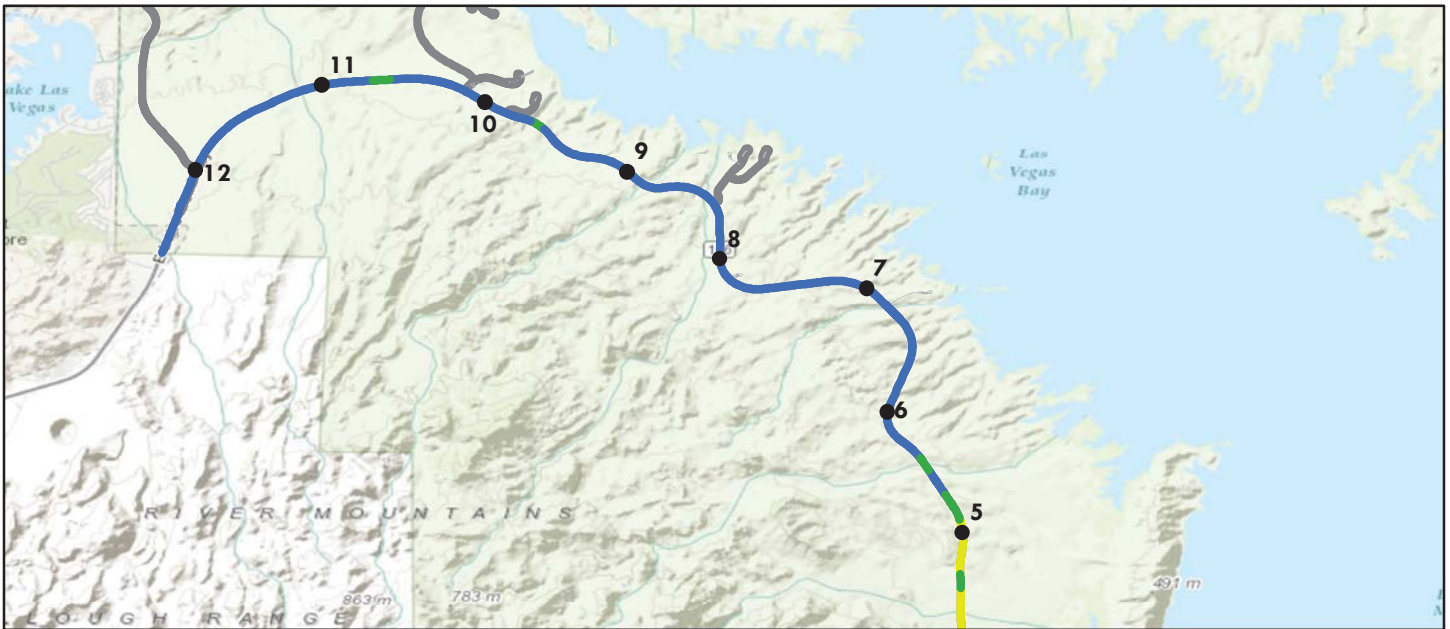 11
ake Las
Vegas
10
9
12
Las
Vegas
Bay
ore
8
7
E
6
5
RIVER MOUNTAINS
491 m
863 m
783 m
LOUGH RANGE